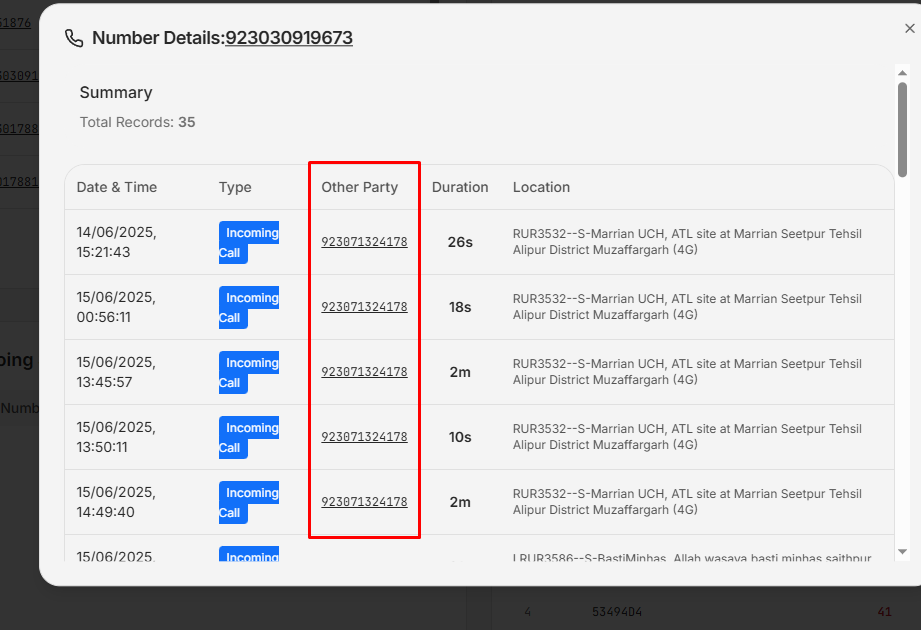 Number Details:923030919673
Summary
Total Records: 35
Date & Time Type Other Party Duration Location
14/06/2025,
15:21:43
Incoming
Call
923071324178
26s
RUR3532--S-Marrian UCH, ATL site at Marrian Seetpur Tehsil
Alipur District Muzaffargarh (4G)
15/06/2025,
00:56:11
Incoming
Call
923071324178
18s
RUR3532--S-Marrian UCH, ATL site at Marrian Seetpur Tehsil
Alipur District Muzaffargarh (4G)
15/06/2025,
13:45:57
Incoming
Call
923071324178
2m
RUR3532--S-Marrian UCH, ATL site at Marrian Seetpur Tehsil
Alipur District Muzaffargarh (4G)
15/06/2025,
13:50:11
Incoming
Call
923071324178
10s
RUR3532--S-Marrian UCH, ATL site at Marrian Seetpur Tehsil
Alipur District Muzaffargarh (4G)
15/06/2025,
14:49:40
Incoming
Call
923071324178
2m
RUR3532--S-Marrian UCH, ATL site at Marrian Seetpur Tehsil
Alipur District Muzaffargarh (4G)
15/06/2025,
Incoming
LRUR3586--S-BastiMinhas, Allah wasaya basti minhas saithpur
4 53494D4 41